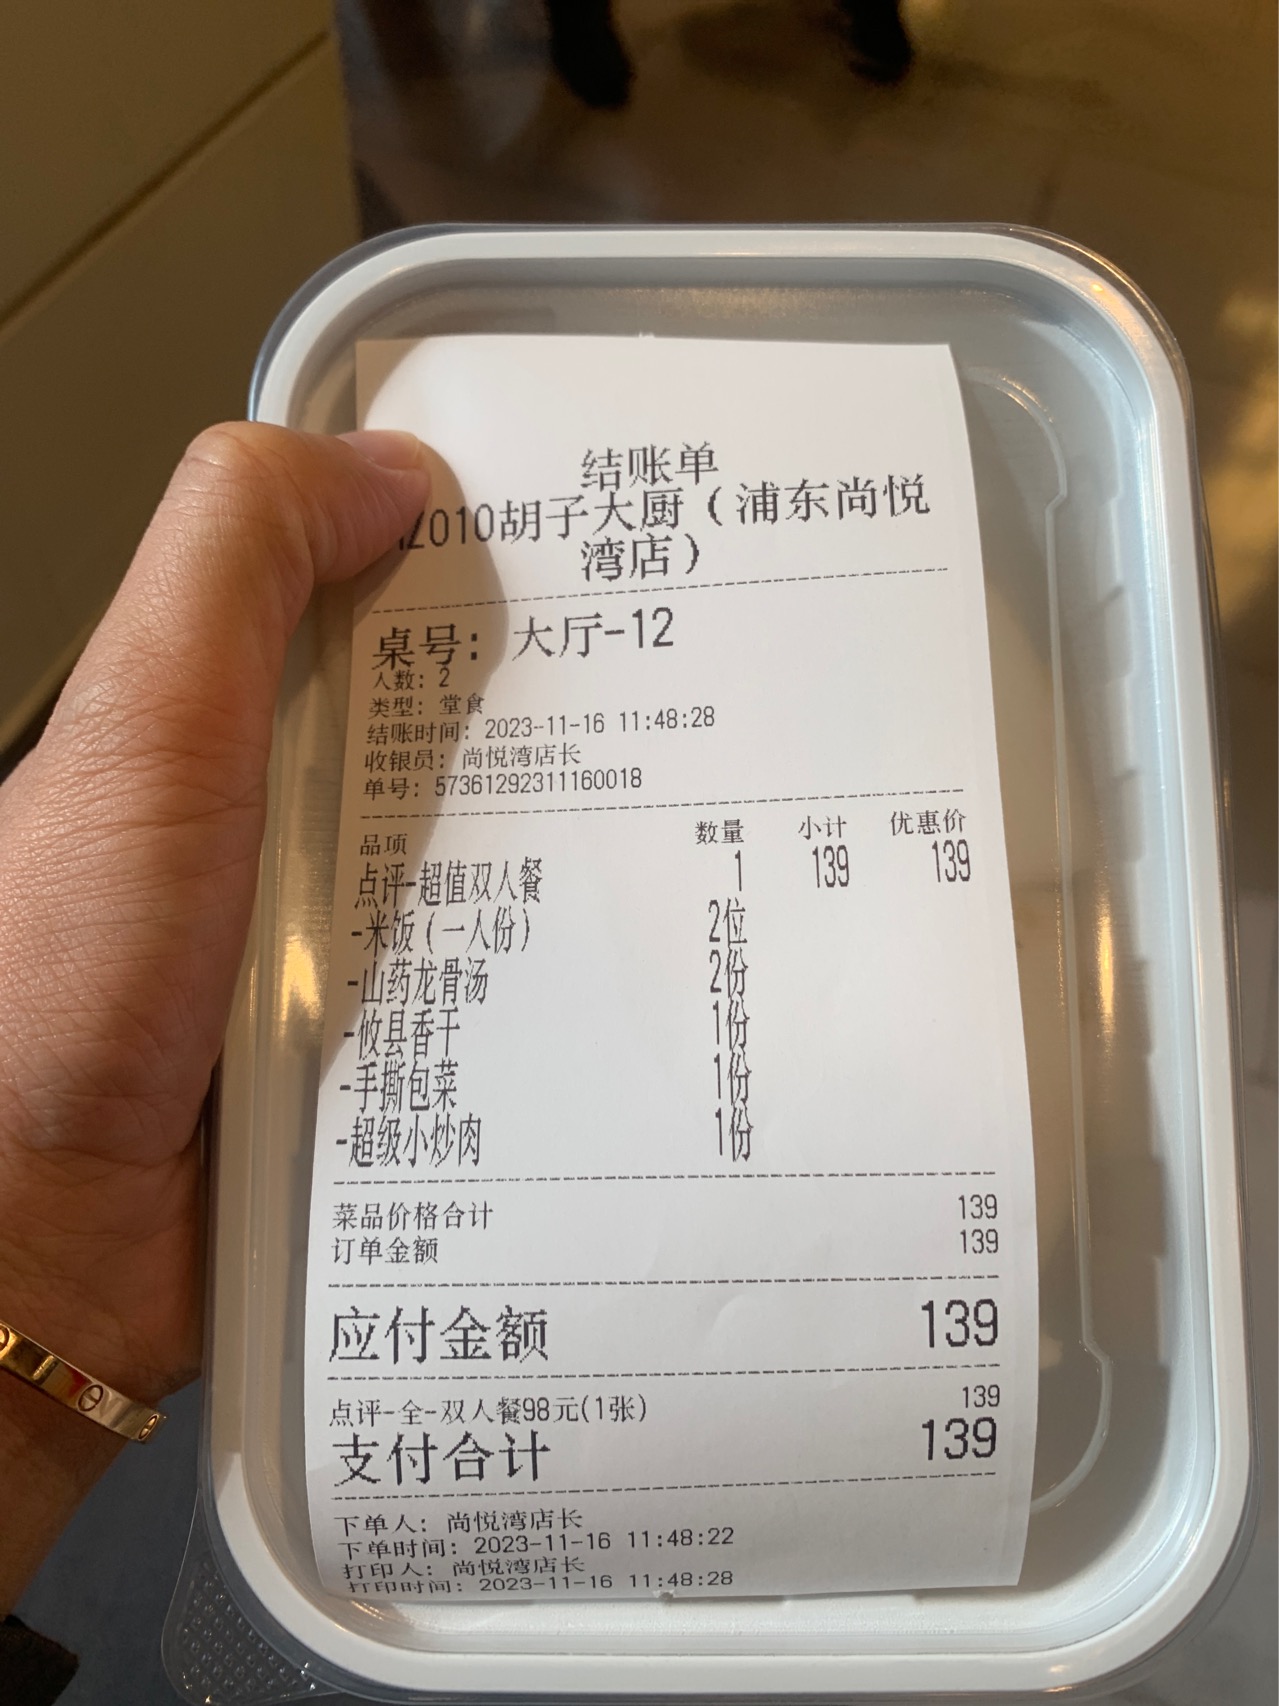 结账单
2010胡子大厨（浦东尚悦
湾店）
桌号：大厅-12
人数：2
类型：堂食
结账时间：2023-11-16 11:48:28
收银员：尚悦湾店长
单号：57361292311160018
品项 数量 小计 优惠价
点评-超值双人餐 1 139 139
-米饭（一人份） 2位
-山药龙骨汤 2份
-攸县香干 1份
-手撕包菜 1份
-超级小炒肉 1份
菜品价格合计 139
订单金额 139
应付金额 139
点评-全-双人餐98元(1张) 139
支付合计 139
下单人：尚悦湾店长
下单时间：2023-11-16 11:48:22
打印人：尚悦湾店长
打印时间：2023-11-16 11:48:28